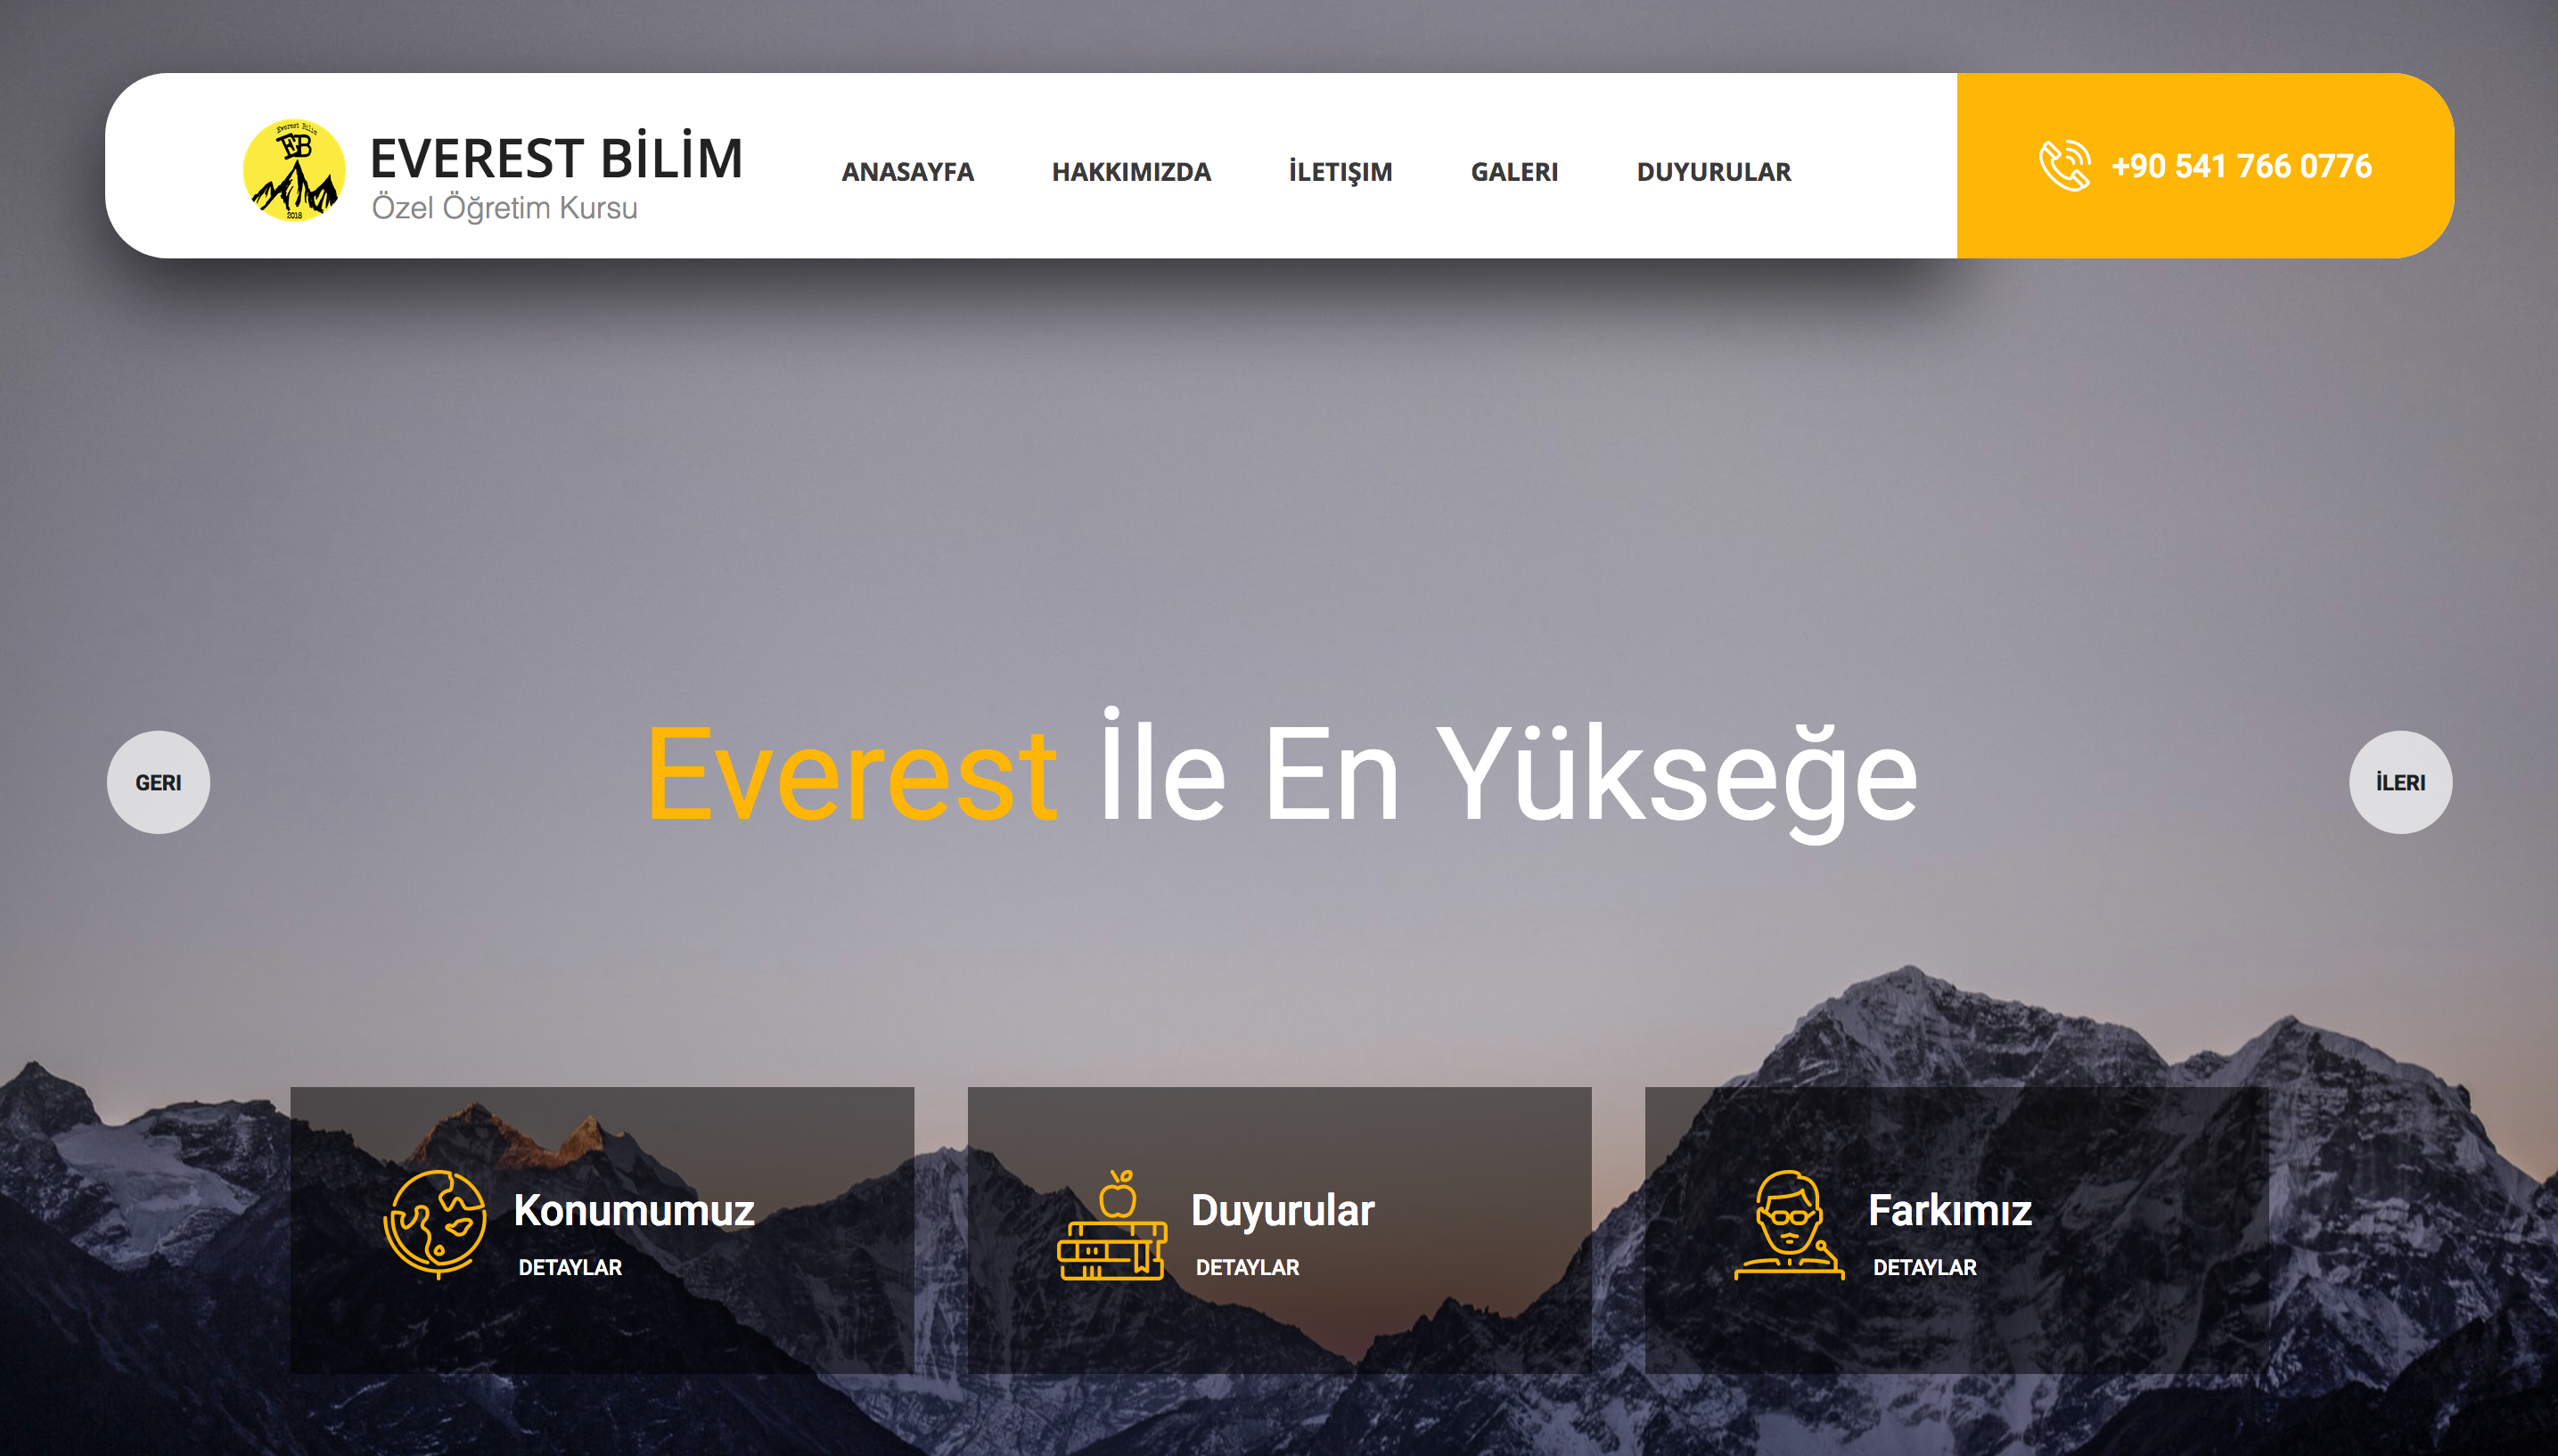 Everest Bilim
EB
2018
EVEREST BİLİM
Özel Öğretim Kursu
ANASAYFA
HAKKIMIZDA
İLETIŞIM
GALERI
DUYURULAR
+90 541 766 0776
GERI
Everest İle En Yükseğe
İLERI
Konumumuz
DETAYLAR
Duyurular
DETAYLAR
Farkımız
DETAYLAR